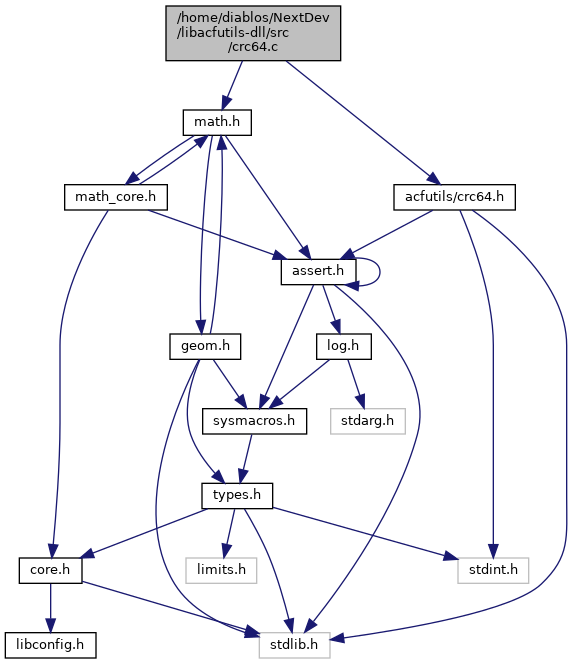 /home/diablos/NextDev
/libacfutils-dll/src
/crc64.c
math.h
math_core.h
acfutils/crc64.h
assert.h
geom.h
log.h
sysmacros.h
stdarg.h
types.h
core.h
limits.h
stdint.h
libconfig.h
stdlib.h